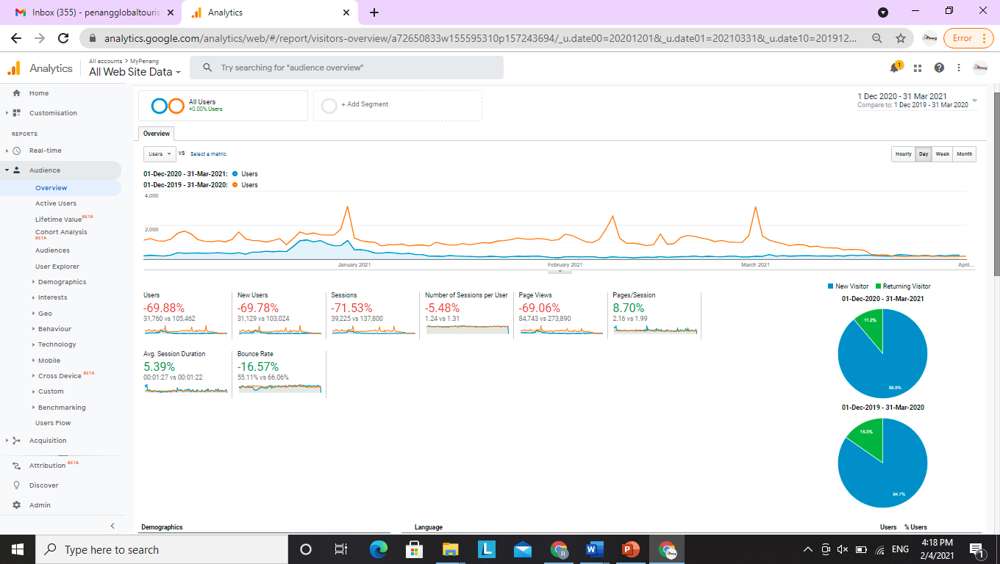 Inbox (355) - penangglobaltouris
Analytics
analytics.google.com/analytics/web/#/report/visitors-overview/a72650833w155595310p157243694/_u.date00=20201201&_u.date01=20210331&_u.date10=201912...
Error
Analytics
All accounts > MyPenang
All Web Site Data
Try searching for "audience overview"
1
Home
Customisation
REPORTS
Real-time
Audience
Overview
Active Users
Lifetime Value BETA
Cohort Analysis
BETA
Audiences
User Explorer
Demographics
Interests
Geo
Behaviour
Technology
Mobile
Cross Device BETA
Custom
Benchmarking
Users Flow
Acquisition
Attribution BETA
Discover
Admin
All Users
+0.00% Users
+ Add Segment
1 Dec 2020 - 31 Mar 2021
Compare to: 1 Dec 2019 - 31 Mar 2020
Overview
Users VS Select a metric
Hourly Day Week Month
01-Dec-2020 - 31-Mar-2021: Users
01-Dec-2019 - 31-Mar-2020: Users
4,000
2,000
January 2021 February 2021 March 2021 April...
Users
-69.88%
31,760 vs 105,462
New Users
-69.78%
31,129 vs 103,024
Sessions
-71.53%
39,225 vs 137,800
Number of Sessions per User
-5.48%
1.24 vs 1.31
Page Views
-69.06%
84,743 vs 273,890
Pages/Session
8.70%
2.16 vs 1.99
Avg. Session Duration
5.39%
00:01:27 vs 00:01:22
Bounce Rate
-16.57%
55.11% vs 66.06%
New Visitor Returning Visitor
01-Dec-2020 - 31-Mar-2021
11.2%
88.8%
01-Dec-2019 - 31-Mar-2020
15.3%
84.7%
Demographics
Language Users % Users
Type here to search
L
R
W
P
ENG
4:18 PM
2/4/2021
1